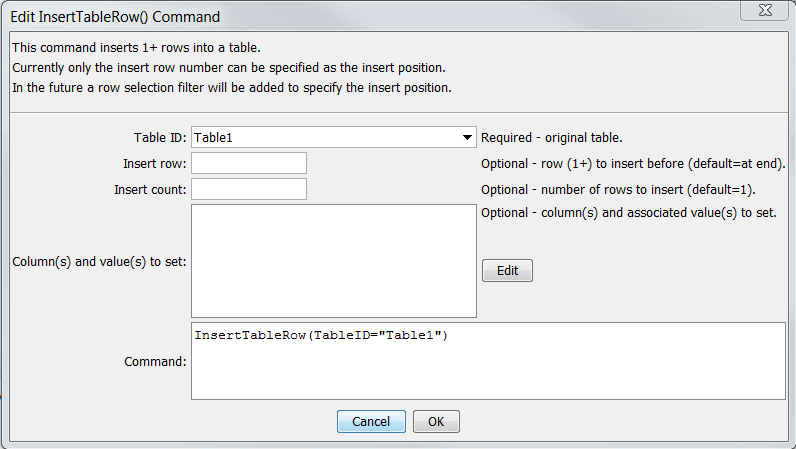 Edit InsertTableRow() Command
This command inserts 1+ rows into a table.
Currently only the insert row number can be specified as the insert position.
In the future a row selection filter will be added to specify the insert position.
Table ID: Table1 Required - original table.
Insert row: Optional - row (1+) to insert before (default=at end).
Insert count: Optional - number of rows to insert (default=1).
Optional - column(s) and associated value(s) to set.
Column(s) and value(s) to set: Edit
InsertTableRow(TableID="Table1")
Command:
Cancel OK